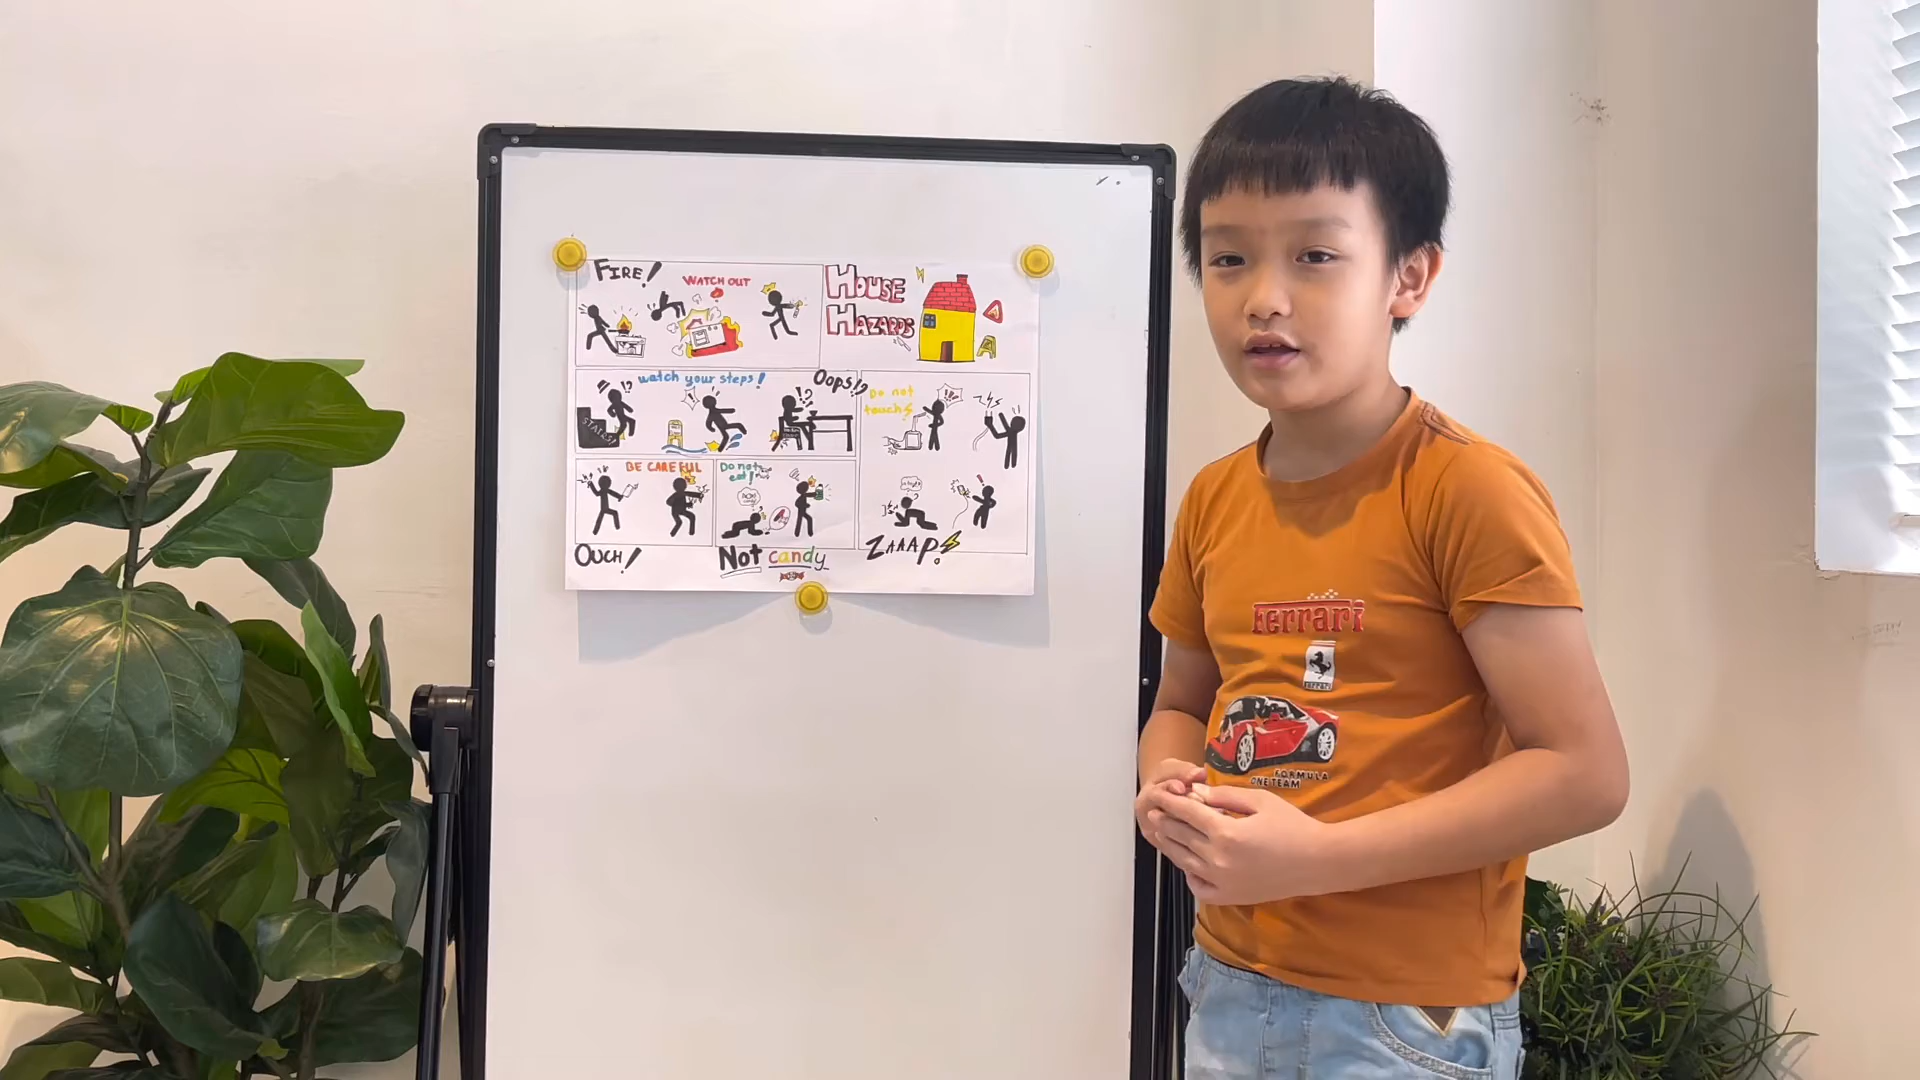 FIRE!
WATCH OUT
HOUSE
HAZARDS
watch your steps!
Oops!?
STAIRS
Do not
touch
BE CAREFUL
Do not
eat!
OUCH!
Not candy
ZAAAP!
Ferrari
FORMULA
ONE TEAM